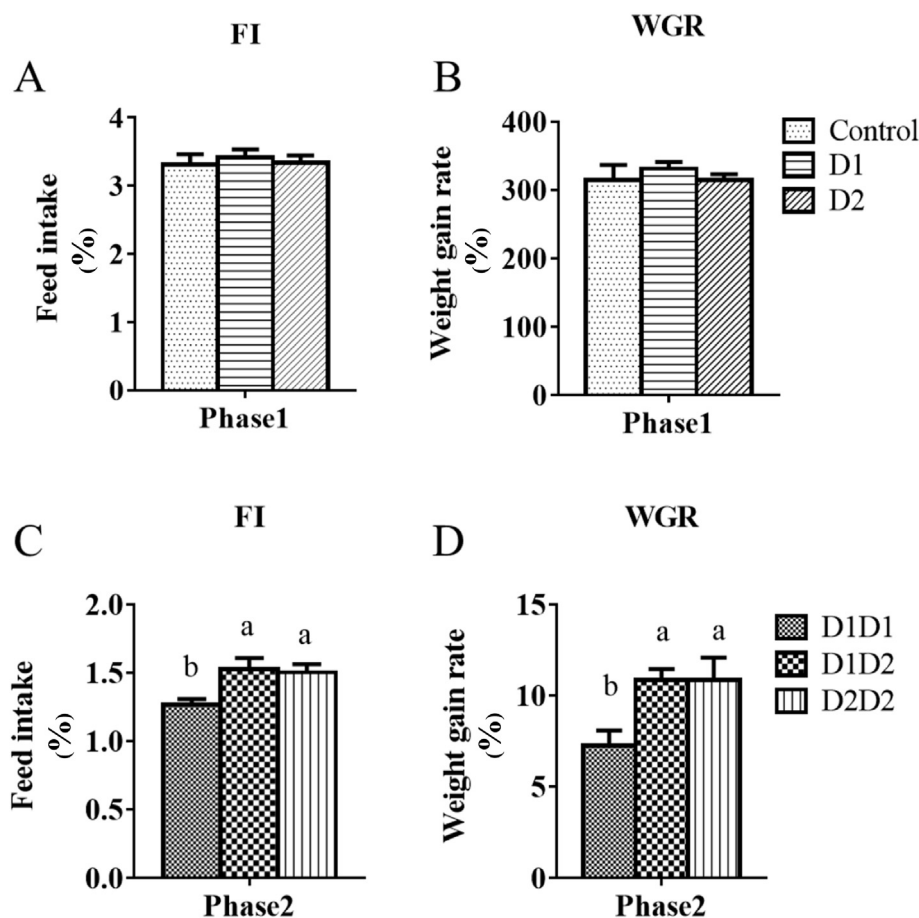 FI
WGR
A
B
Feed intake
(%)
4
3
2
1
0
Phase1
Weight gain rate
(%)
400
300
200
100
0
Phase1
Control
D1
D2
FI
WGR
C
D
Feed intake
(%)
2.0
1.5
1.0
0.5
0.0
b
a
a
Phase2
Weight gain rate
(%)
15
10
5
0
b
a
a
Phase2
D1D1
D1D2
D2D2